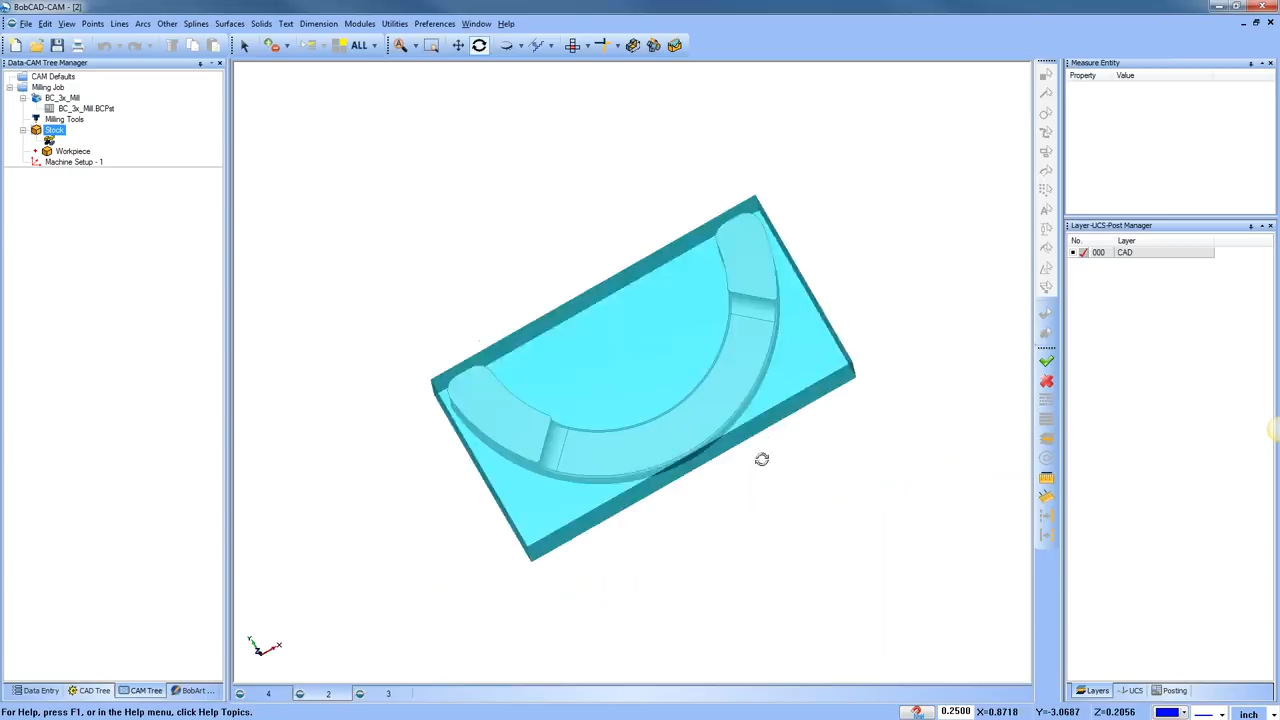 BobCAD-CAM - [2]
File Edit View Points Lines Arcs Other Splines Surfaces Solids Text Dimension Modules Utilities Preferences Window Help
ALL
Data-CAM Tree Manager
CAM Defaults
Milling Job
BC_3x_Mill
BC_3x_Mill.BCPst
Milling Tools
Stock
Workpiece
Machine Setup - 1
Measure Entity
Property Value
Layer-UCS-Post Manager
No. Layer
000 CAD
Y
Z
X
Data Entry CAD Tree CAM Tree BobArt ...
4 2 3
Layers UCS Posting
For Help, press F1, or in the Help menu, click Help Topics.
0.2500 X=0.8718 Y=-3.0687 Z=0.2056 inch